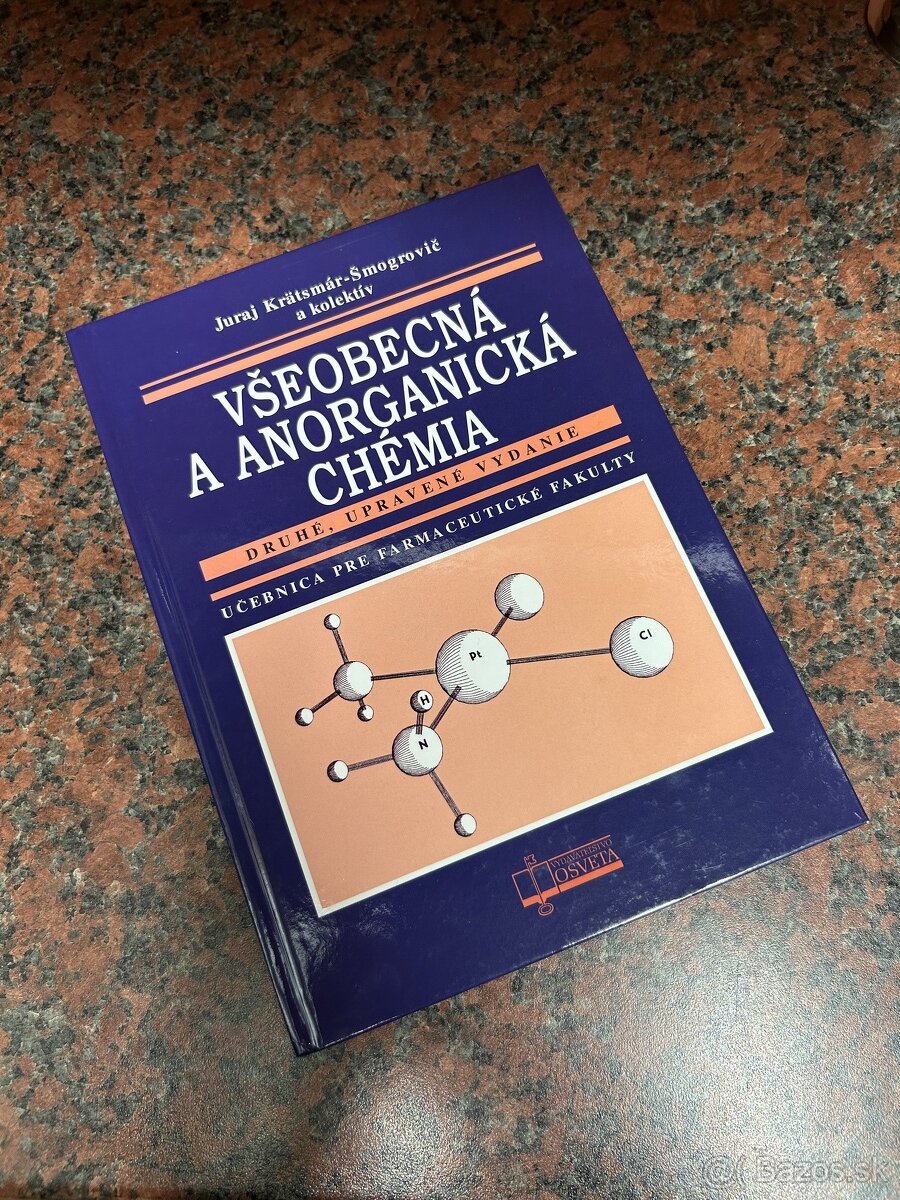 Juraj Krätsmár-Šmogrovič
a kolektív
VŠEOBECNÁ
A ANORGANICKÁ
CHÉMIA
DRUHÉ, UPRAVENÉ VYDANIE
UČEBNICA PRE FARMACEUTICKÉ FAKULTY
Pt
Cl
H
N
VYDAVATEĽSTVO
OSVETA
Bazos.sk